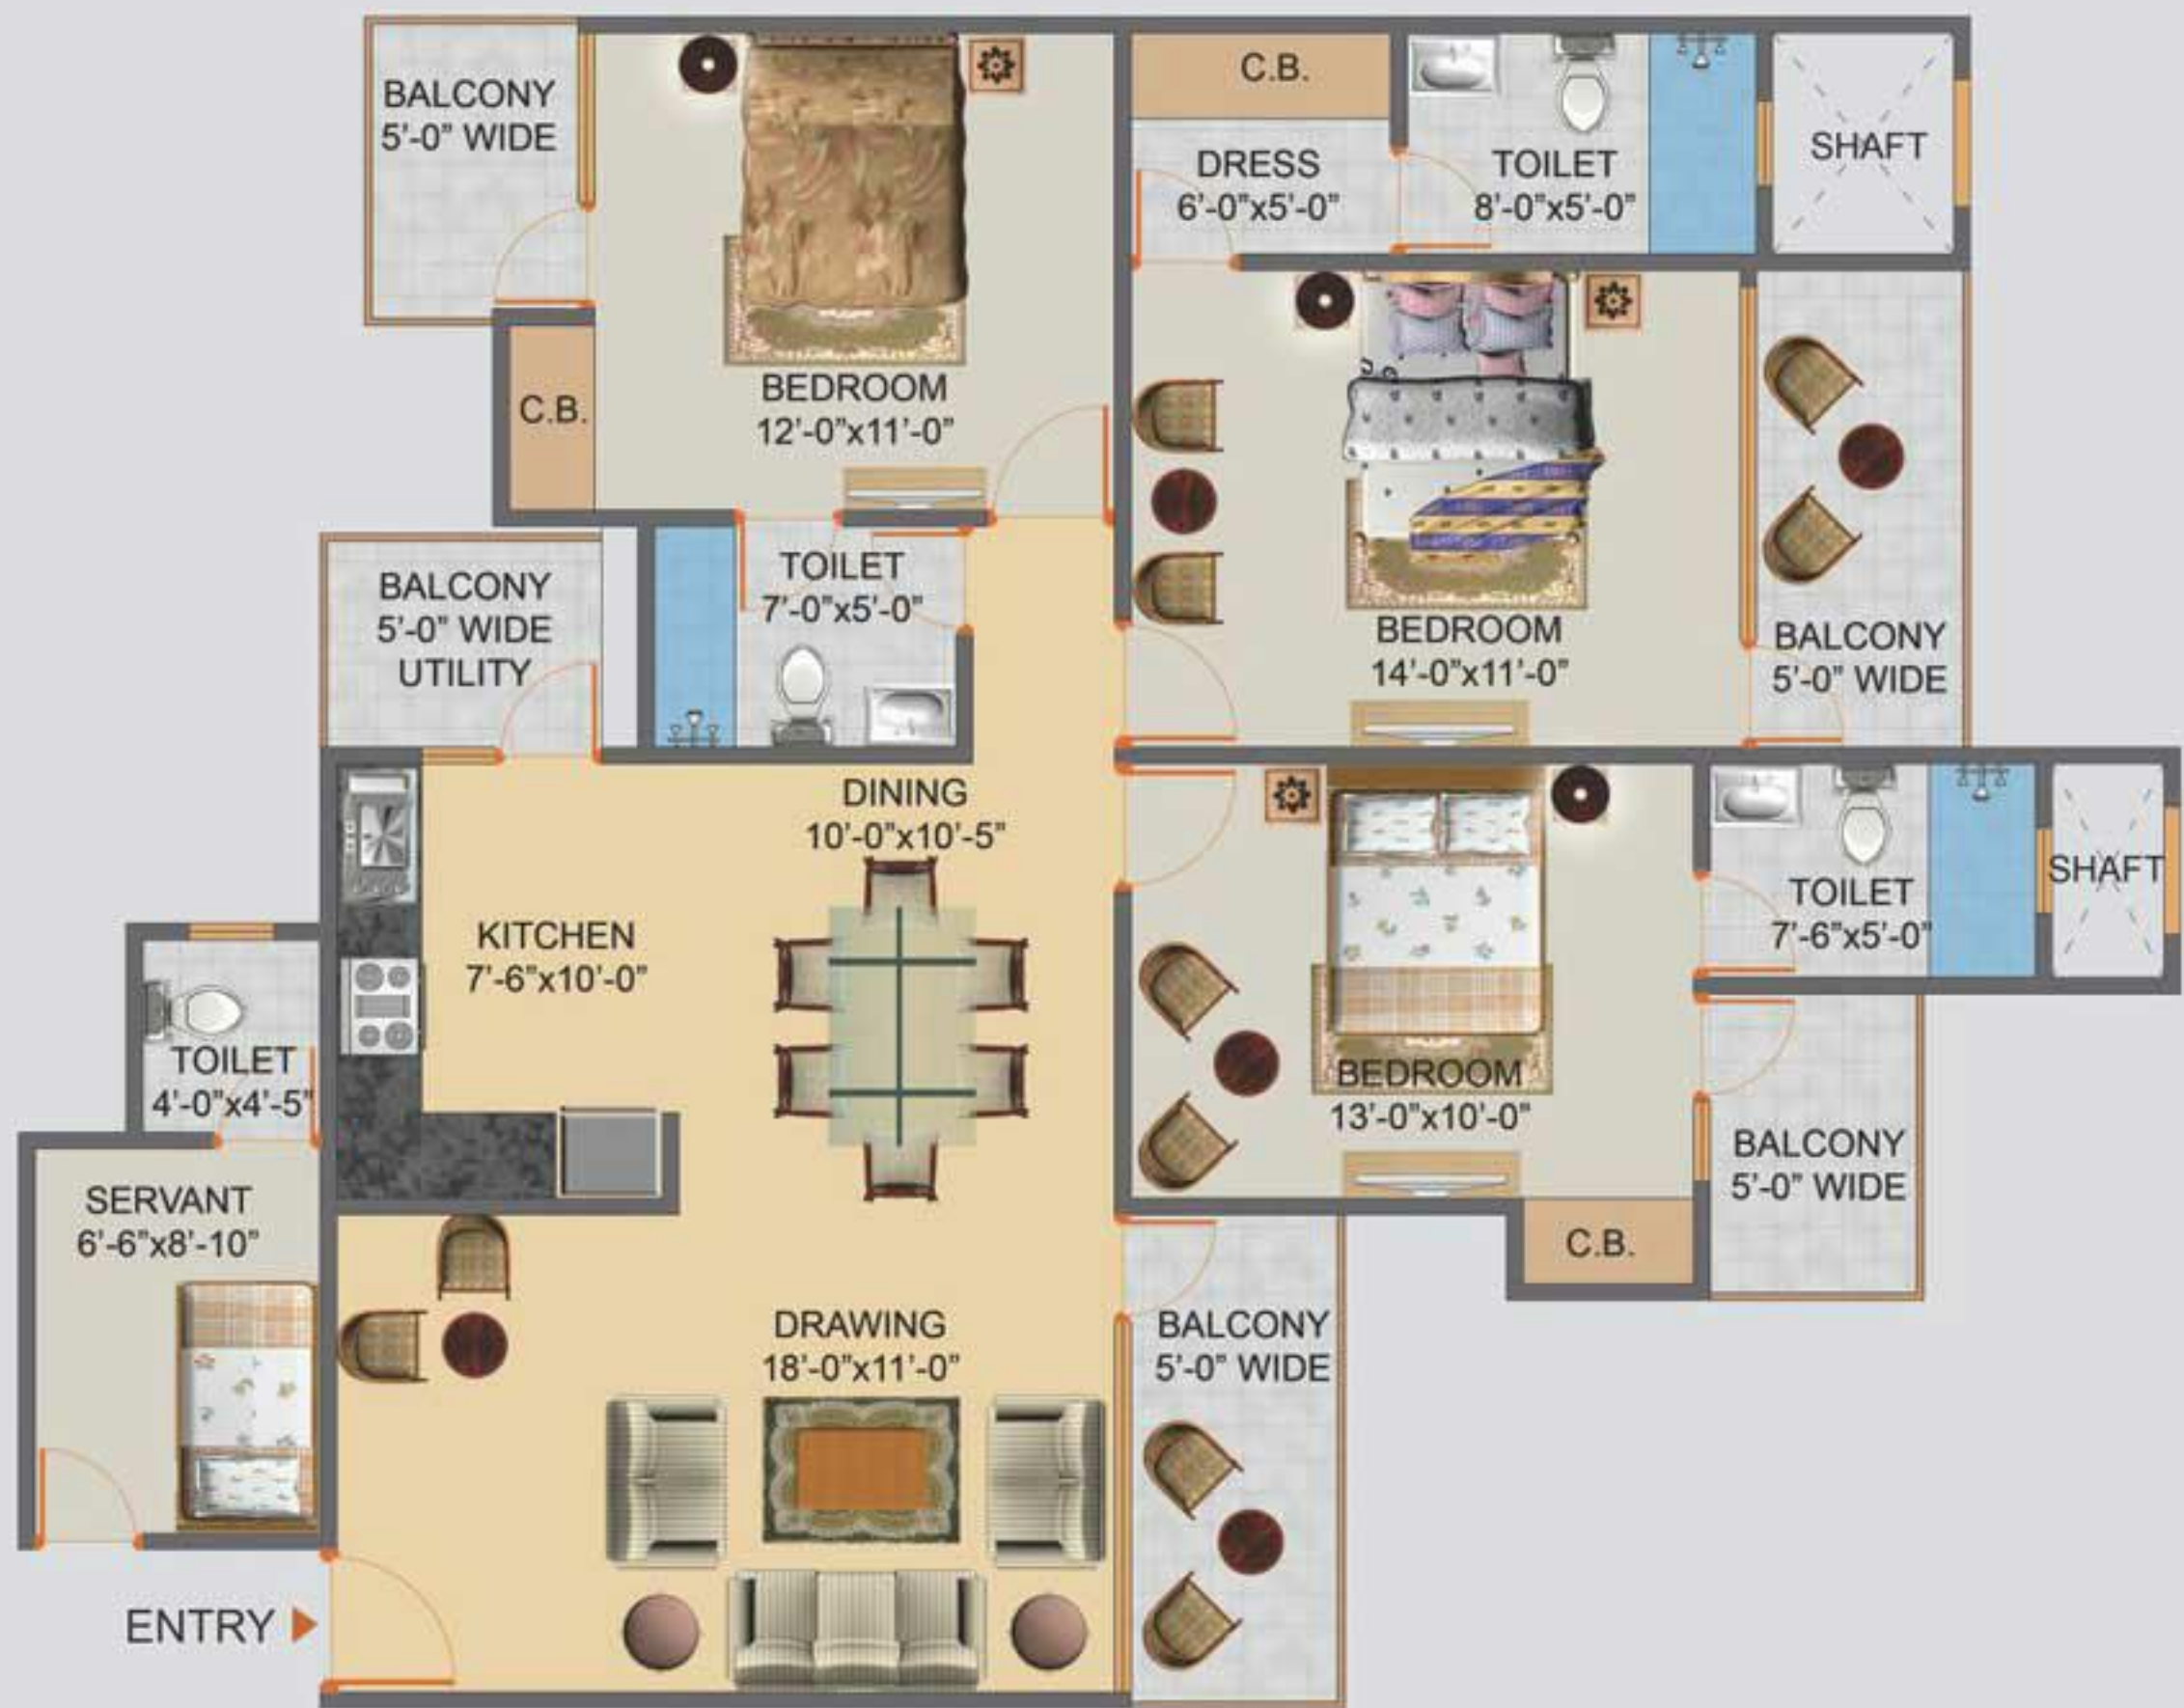 BALCONY
5'-0" WIDE
C.B.
DRESS
6'-0"x5'-0"
TOILET
8'-0"x5'-0"
SHAFT
BEDROOM
12'-0"x11'-0"
C.B.
BALCONY
5'-0" WIDE
UTILITY
TOILET
7'-0"x5'-0"
BEDROOM
14'-0"x11'-0"
BALCONY
5'-0" WIDE
DINING
10'-0"x10'-5"
KITCHEN
7'-6"x10'-0"
TOILET
7'-6"x5'-0"
SHAFT
TOILET
4'-0"x4'-5"
BEDROOM
13'-0"x10'-0"
BALCONY
5'-0" WIDE
SERVANT
6'-6"x8'-10"
C.B.
DRAWING
18'-0"x11'-0"
BALCONY
5'-0" WIDE
ENTRY